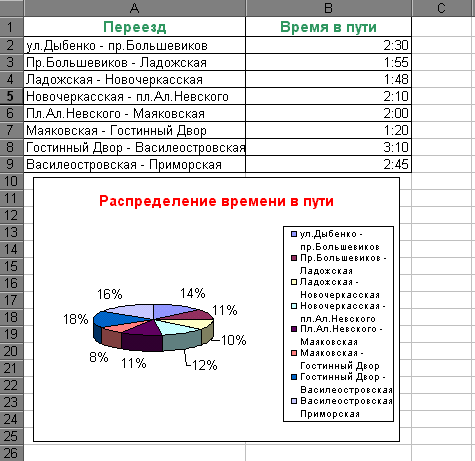 A B C
1 Переезд Время в пути
2 ул.Дыбенко - пр.Большевиков 2:30
3 Пр.Большевиков - Ладожская 1:55
4 Ладожская - Новочеркасская 1:48
5 Новочеркасская - пл.Ал.Невского 2:10
6 Пл.Ал.Невского - Маяковская 2:00
7 Маяковская - Гостинный Двор 1:20
8 Гостинный Двор - Василеостровская 3:10
9 Василеостровская - Приморская 2:45
10
11
12
13
14
15
16
17
18
19
20
21
22
23
24
25
26
Распределение времени в пути
16%
14%
11%
10%
12%
11%
8%
18%
ул.Дыбенко -
пр.Большевиков
Пр.Большевиков -
Ладожская
Ладожская -
Новочеркасская
Новочеркасская -
пл.Ал.Невского
Пл.Ал.Невского -
Маяковская
Маяковская -
Гостинный Двор
Гостинный Двор -
Василеостровская
Василеостровская
Приморская